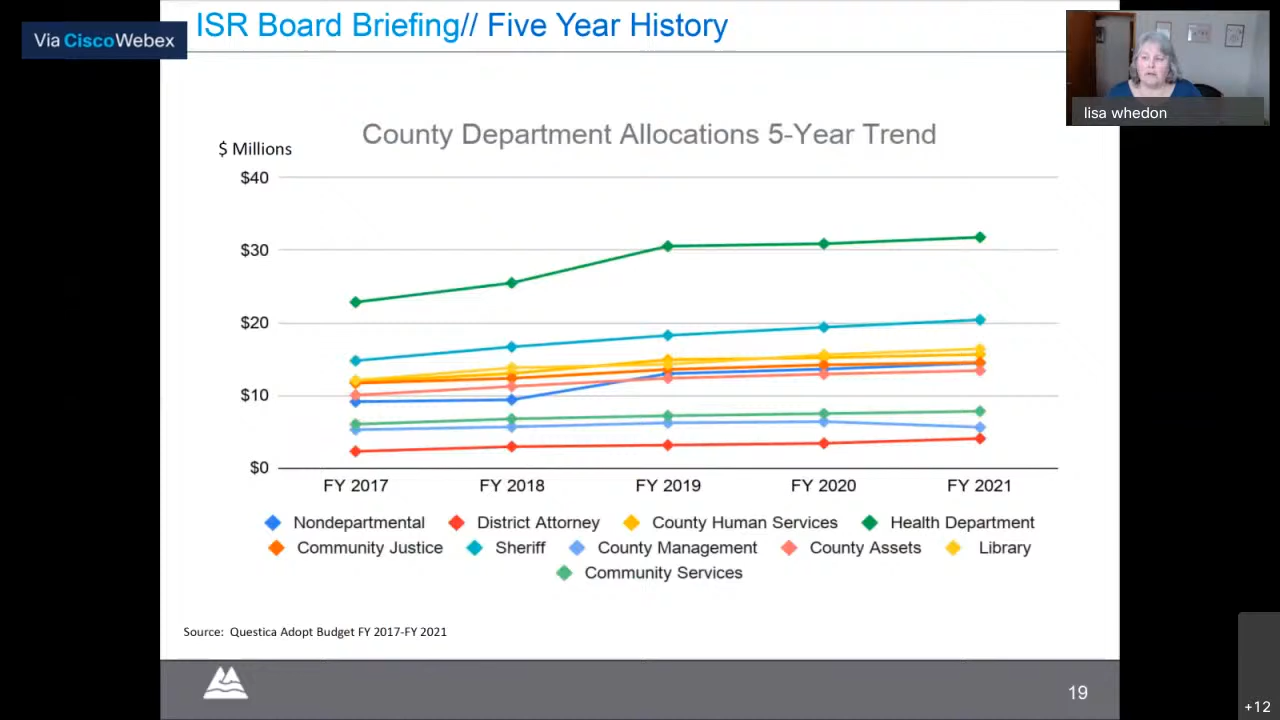 ISR Board Briefing// Five Year History
Via CiscoWebex
lisa whedon
County Department Allocations 5-Year Trend
$ Millions
$40
$30
$20
$10
$0
FY 2017 FY 2018 FY 2019 FY 2020 FY 2021
Nondepartmental District Attorney County Human Services Health Department
Community Justice Sheriff County Management County Assets Library
Community Services
Source: Questica Adopt Budget FY 2017-FY 2021
19
+12